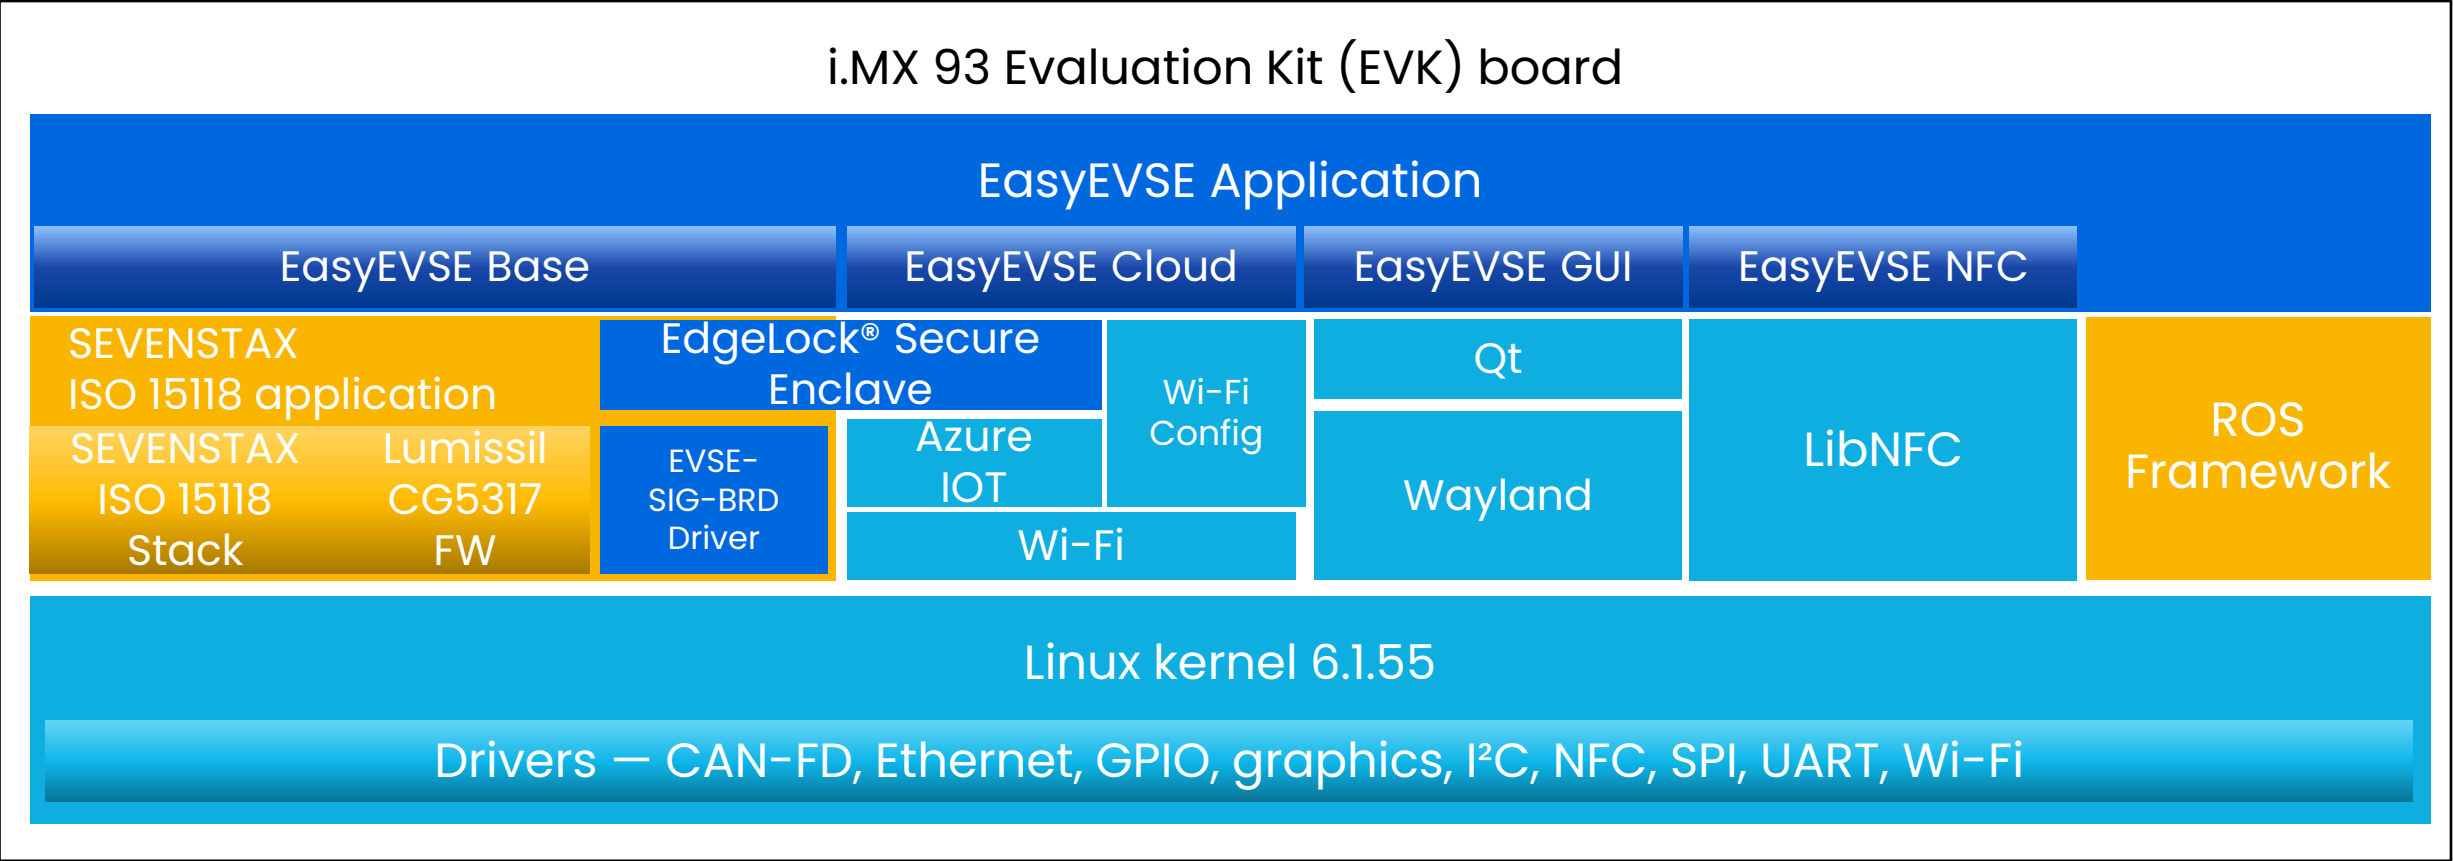 i.MX 93 Evaluation Kit (EVK) board
EasyEVSE Application
EasyEVSE Base
EasyEVSE Cloud
EasyEVSE GUI
EasyEVSE NFC
SEVENSTAX
ISO 15118 application
SEVENSTAX
ISO 15118
Stack
Lumissil
CG5317
FW
EdgeLock® Secure
Enclave
EVSE-
SIG-BRD
Driver
Azure
IOT
Wi-Fi
Config
Wi-Fi
Qt
Wayland
LibNFC
ROS
Framework
Linux kernel 6.1.55
Drivers — CAN-FD, Ethernet, GPIO, graphics, I²C, NFC, SPI, UART, Wi-Fi